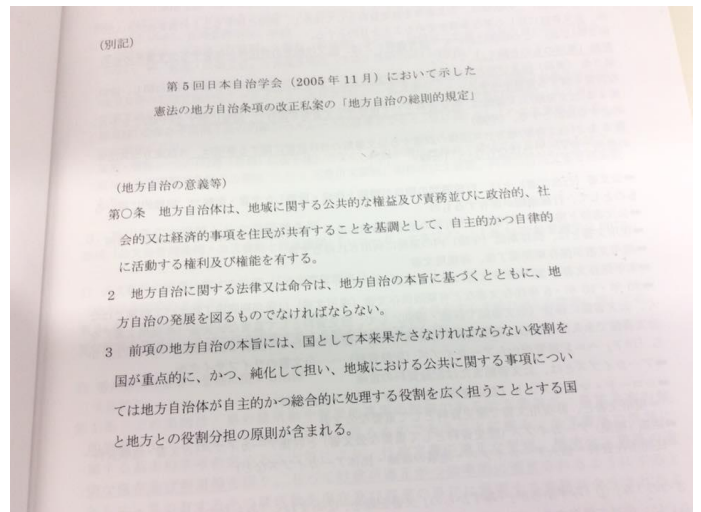 (別記)
第5回日本自治学会（2005年11月）において示した
憲法の地方自治条項の改正私案の「地方自治の総則的規定」
(地方自治の意義等)
第〇条　地方自治体は、地域に関する公共的な権益及び責務並びに政治的、社
会的又は経済的事項を住民が共有することを基調として、自主的かつ自律的
に活動する権利及び権能を有する。
2　地方自治に関する法律又は命令は、地方自治の本旨に基づくとともに、地
方自治の発展を図るものでなければならない。
3　前項の地方自治の本旨には、国として本来果たさなければならない役割を
国が重点的に、かつ、純化して担い、地域における公共に関する事項につい
ては地方自治体が自主的かつ総合的に処理する役割を広く担うこととする国
と地方との役割分担の原則が含まれる。